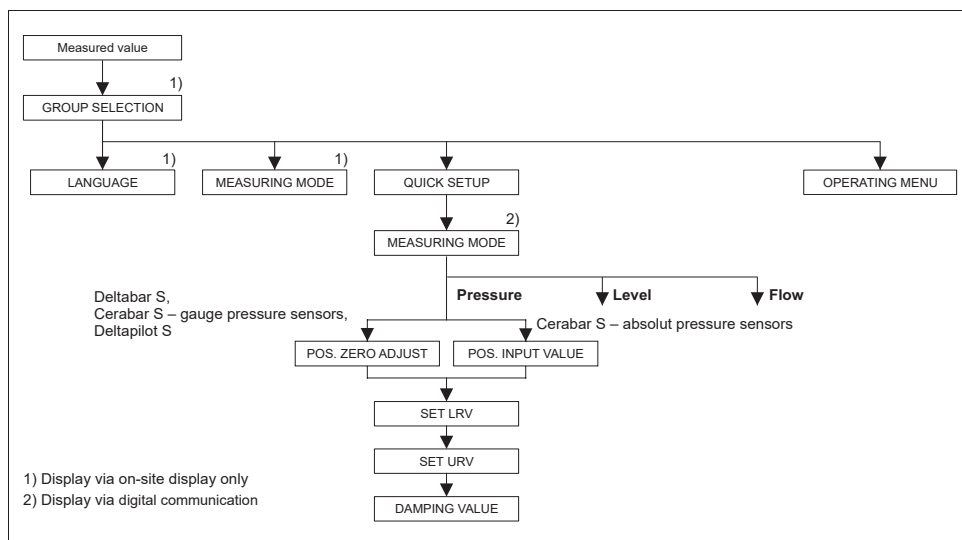 Measured value
1)
GROUP SELECTION
1)
1)
LANGUAGE
MEASURING MODE
QUICK SETUP
OPERATING MENU
2)
MEASURING MODE
Pressure
Level
Flow
Deltabar S,
Cerabar S – gauge pressure sensors,
Deltapilot S
Cerabar S – absolut pressure sensors
POS. ZERO ADJUST
POS. INPUT VALUE
SET LRV
SET URV
DAMPING VALUE
1) Display via on-site display only
2) Display via digital communication